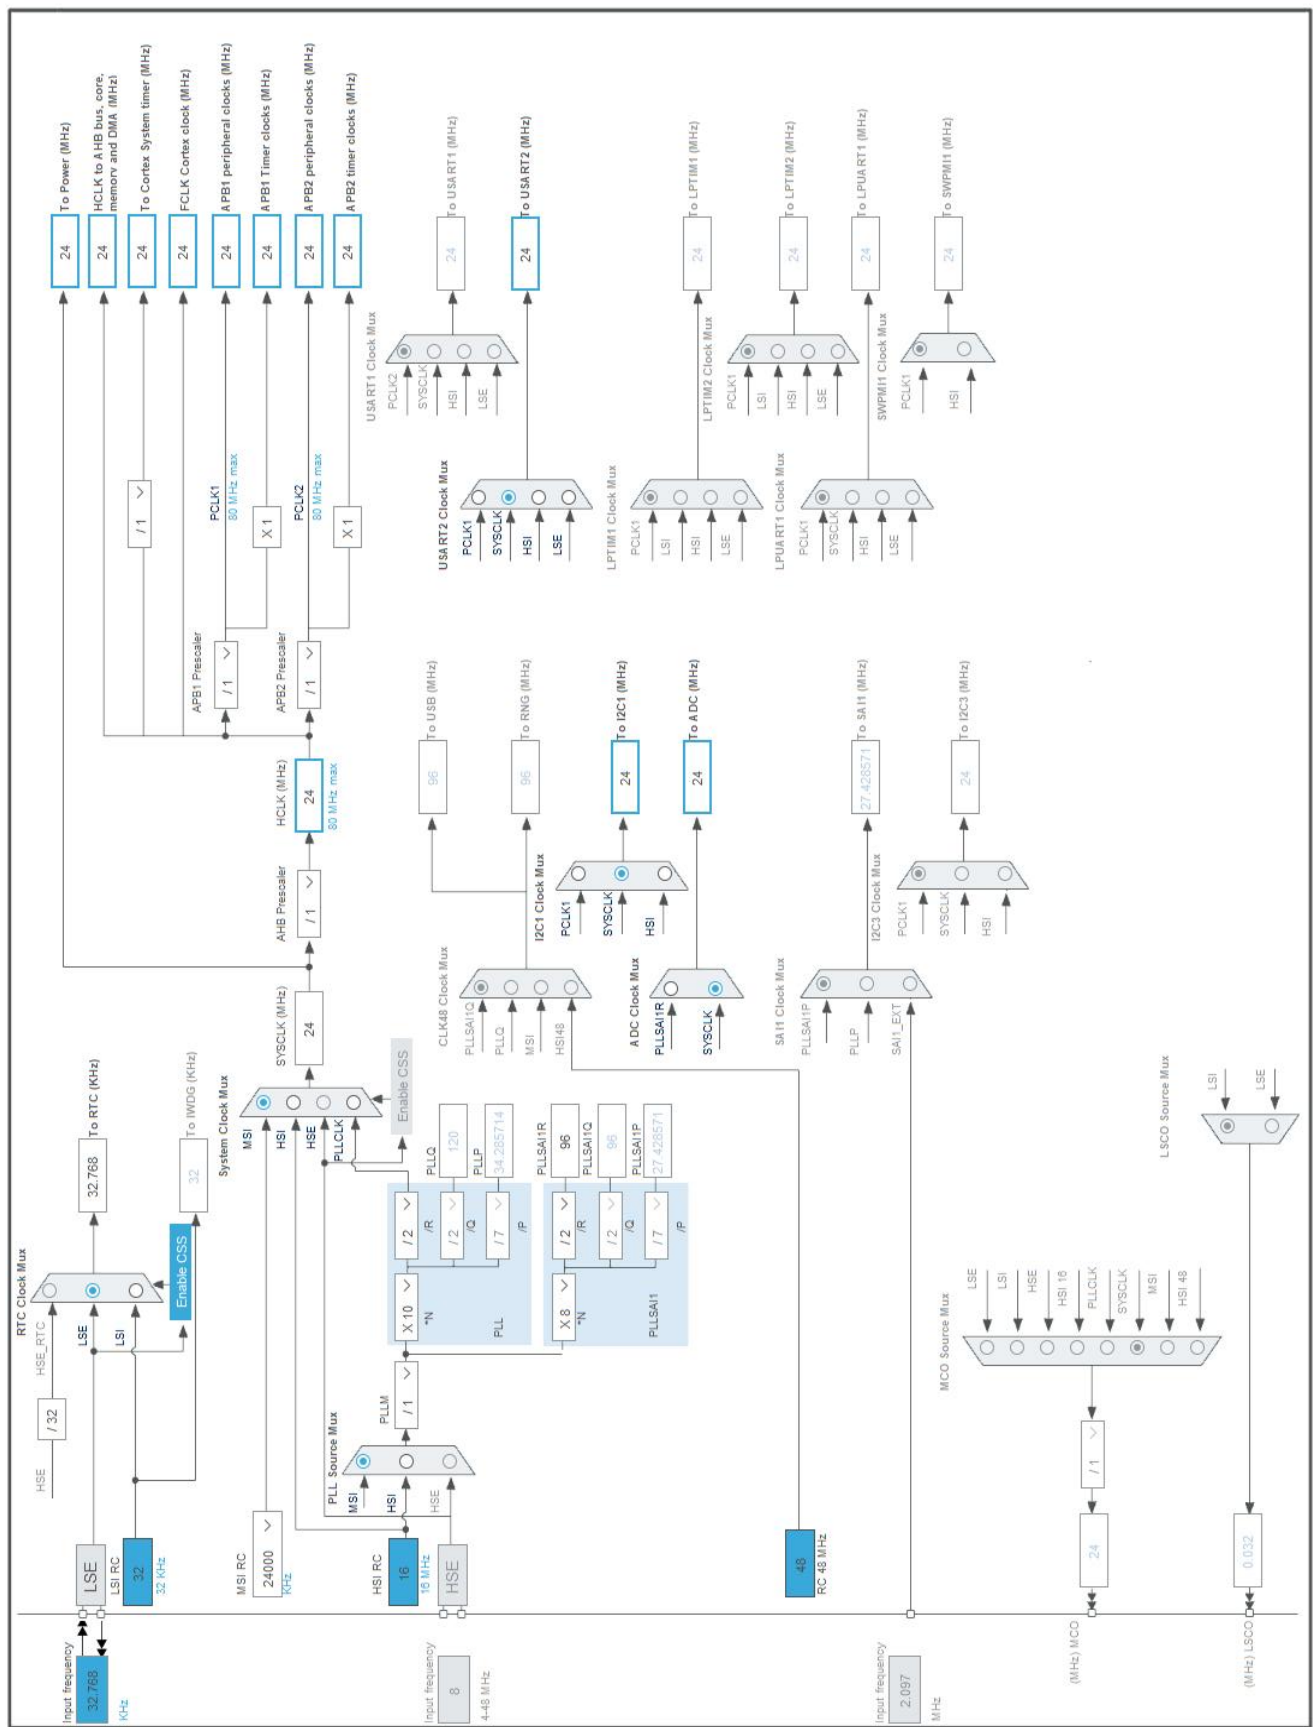 Input frequency
32.768
KHz
LSE
LSI RC
32
32 KHz
HSE
/ 32
HSE_RTC
LSE
LSI
RTC Clock Mux
Enable CSS
32.768
To RTC (KHz)
32
To IWDG (KHz)
MSI RC
24000
KHz
HSI RC
16
16 MHz
Input frequency
8
4-48 MHz
HSE
PLL Source Mux
MSI
HSI
HSE
PLLM
/ 1
X 10
*N
PLL
/ 2
/R
PLLQ
/ 2
/Q
120
PLLP
/ 7
/P
34.285714
X 8
*N
PLLSAI1
/ 2
/R
PLLSAI1R
96
/ 2
/Q
PLLSAI1Q
96
/ 7
/P
PLLSAI1P
27.428571
System Clock Mux
MSI
HSI
HSE
PLLCLK
Enable CSS
SYSCLK (MHz)
24
AHB Prescaler
/ 1
HCLK (MHz)
24
80 MHz max
APB1 Prescaler
/ 1
APB2 Prescaler
/ 1
/ 1
PCLK1
80 MHz max
X 1
PCLK2
80 MHz max
X 1
24
To Power (MHz)
24
HCLK to AHB bus, core,
memory and DMA (MHz)
24
To Cortex System timer (MHz)
24
FCLK Cortex clock (MHz)
24
APB1 peripheral clocks (MHz)
24
APB1 Timer clocks (MHz)
24
APB2 peripheral clocks (MHz)
24
APB2 timer clocks (MHz)
RC 48 MHz
48
CLK48 Clock Mux
PLLSAI1Q
PLLQ
MSI
HSI48
96
To USB (MHz)
96
To RNG (MHz)
I2C1 Clock Mux
PCLK1
SYSCLK
HSI
24
To I2C1 (MHz)
ADC Clock Mux
PLLSAI1R
SYSCLK
24
To ADC (MHz)
Input frequency
2.097
MHz
SAI1 Clock Mux
PLLSAI1P
PLLP
SAI1_EXT
27.428571
To SAI1 (MHz)
I2C3 Clock Mux
PCLK1
SYSCLK
HSI
24
To I2C3 (MHz)
USART1 Clock Mux
PCLK2
SYSCLK
HSI
LSE
24
To USART1 (MHz)
USART2 Clock Mux
PCLK1
SYSCLK
HSI
LSE
24
To USART2 (MHz)
LPTIM1 Clock Mux
PCLK1
LSI
HSI
LSE
24
To LPTIM1 (MHz)
LPTIM2 Clock Mux
PCLK1
LSI
HSI
LSE
24
To LPTIM2 (MHz)
LPUART1 Clock Mux
PCLK1
SYSCLK
HSI
LSE
24
To LPUART1 (MHz)
SWPMI1 Clock Mux
PCLK1
HSI
24
To SWPMI1 (MHz)
(MHz) MCO
24
/ 1
MCO Source Mux
LSE
LSI
HSE
HSI 16
PLLCLK
SYSCLK
MSI
HSI 48
(MHz) LSCO
0.032
LSCO Source Mux
LSI
LSE